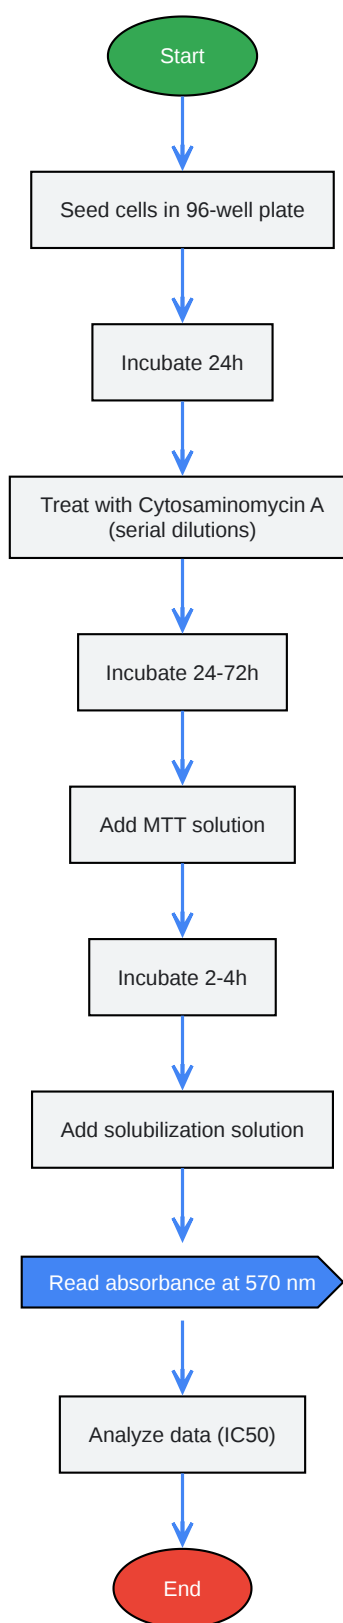 Start
Seed cells in 96-well plate
Incubate 24h
Treat with Cytosaminomycin A
(serial dilutions)
Incubate 24-72h
Add MTT solution
Incubate 2-4h
Add solubilization solution
Read absorbance at 570 nm
Analyze data (IC50)
End